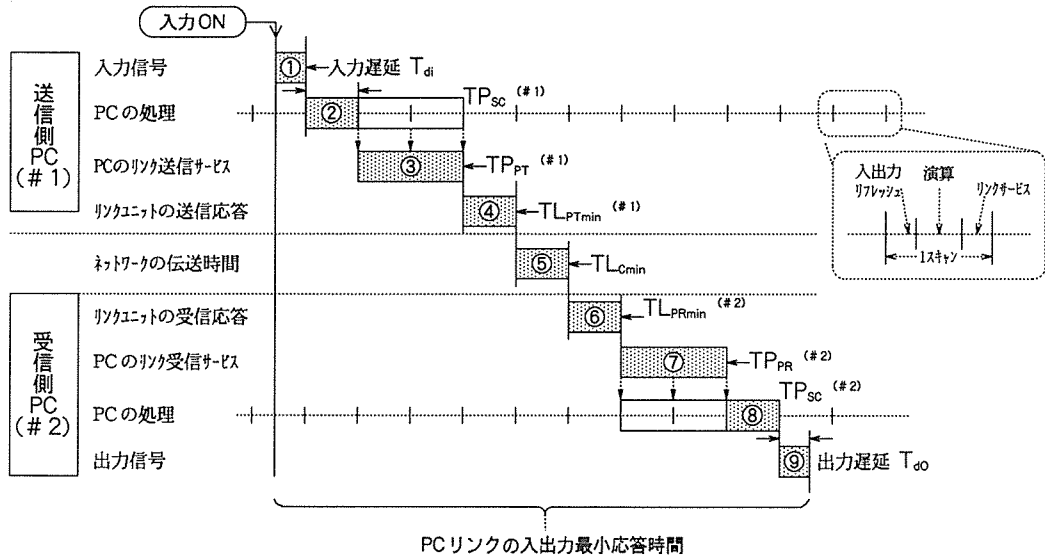 入力ON
送信側PC(#1)
入力信号
①
入力遅延 Tdi
PCの処理
②
TPSC (#1)
PCのリンク送信サービス
③
TPPT (#1)
リンクユニットの送信応答
④
TLPTmin (#1)
ネットワークの伝送時間
⑤
TLCmin
入出力リフレッシュ
演算
リンクサービス
1スキャン
受信側PC(#2)
リンクユニットの受信応答
⑥
TLPRmin (#2)
PCのリンク受信サービス
⑦
TPPR (#2)
PCの処理
⑧
TPSC (#2)
出力信号
⑨
出力遅延 TdO
PCリンクの入出力最小応答時間